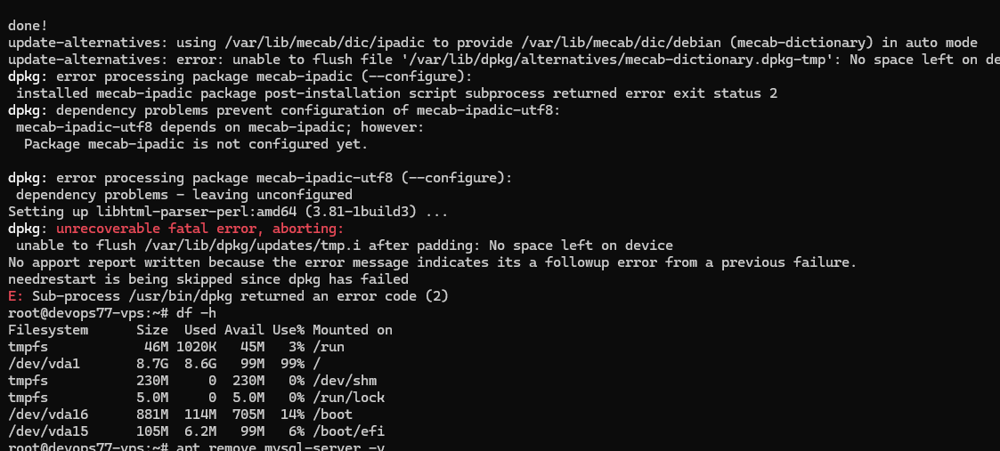 done!
update-alternatives: using /var/lib/mecab/dic/ipadic to provide /var/lib/mecab/dic/debian (mecab-dictionary) in auto mode
update-alternatives: error: unable to flush file '/var/lib/dpkg/alternatives/mecab-dictionary.dpkg-tmp': No space left on de
dpkg: error processing package mecab-ipadic (--configure):
 installed mecab-ipadic package post-installation script subprocess returned error exit status 2
dpkg: dependency problems prevent configuration of mecab-ipadic-utf8:
 mecab-ipadic-utf8 depends on mecab-ipadic; however:
  Package mecab-ipadic is not configured yet.

dpkg: error processing package mecab-ipadic-utf8 (--configure):
 dependency problems - leaving unconfigured
Setting up libhtml-parser-perl:amd64 (3.81-1build3) ...
dpkg: unrecoverable fatal error, aborting:
 unable to flush /var/lib/dpkg/updates/tmp.i after padding: No space left on device
No apport report written because the error message indicates its a followup error from a previous failure.
needrestart is being skipped since dpkg has failed
E: Sub-process /usr/bin/dpkg returned an error code (2)
root@devops77-vps:~# df -h
Filesystem      Size  Used Avail Use% Mounted on
tmpfs            46M 1020K   45M   3% /run
/dev/vda1       8.7G  8.6G   99M  99% /
tmpfs           230M     0  230M   0% /dev/shm
tmpfs           5.0M     0  5.0M   0% /run/lock
/dev/vda16      881M  114M  705M  14% /boot
/dev/vda15      105M  6.2M   99M   6% /boot/efi
root@devops77-vps:~# apt remove mysql-server -y